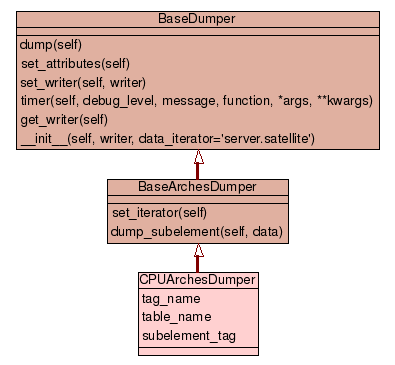 BaseDumper
dump(self)
set_attributes(self)
set_writer(self, writer)
timer(self, debug_level, message, function, *args, **kwargs)
get_writer(self)
__init__(self, writer, data_iterator='server.satellite')
BaseArchesDumper
set_iterator(self)
dump_subelement(self, data)
CPUArchesDumper
tag_name
table_name
subelement_tag